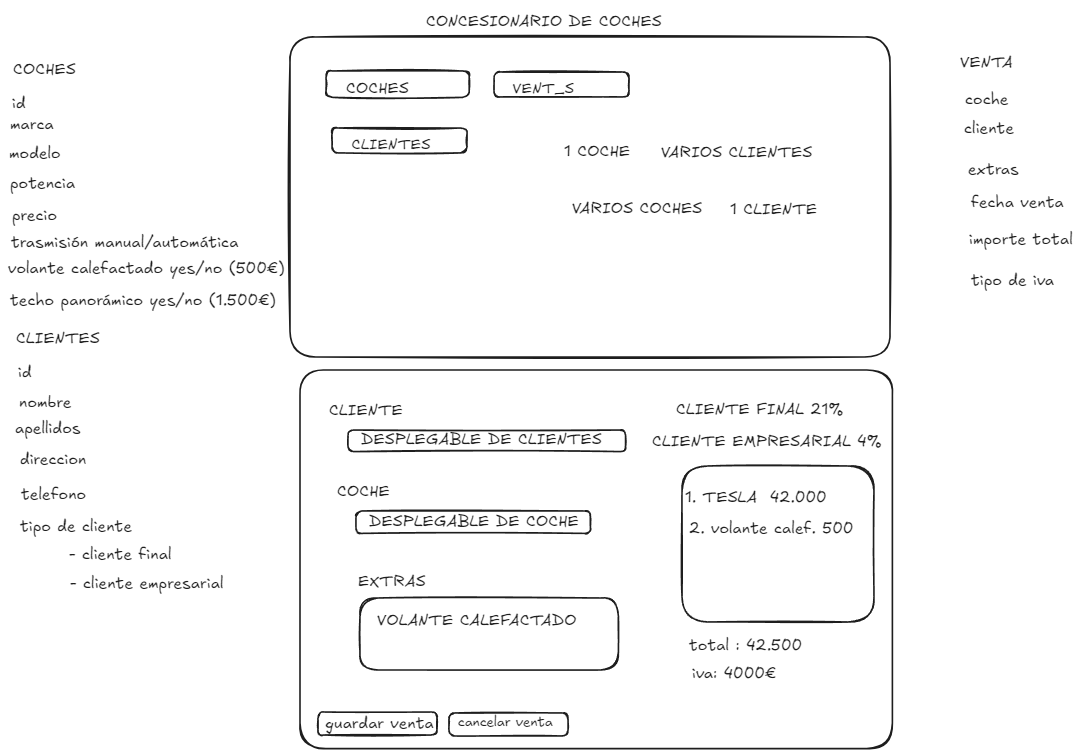 CONCESIONARIO DE COCHES
COCHES
id
marca
modelo
potencia
precio
trasmisión manual/automática
volante calefactado yes/no (500€)
techo panorámico yes/no (1.500€)
CLIENTES
id
nombre
apellidos
direccion
telefono
tipo de cliente
- cliente final
- cliente empresarial
COCHES
VENT_S
CLIENTES
1 COCHE VARIOS CLIENTES
VARIOS COCHES 1 CLIENTE
VENTA
coche
cliente
extras
fecha venta
importe total
tipo de iva
CLIENTE
DESPLEGABLE DE CLIENTES
COCHE
DESPLEGABLE DE COCHE
EXTRAS
VOLANTE CALEFACTADO
guardar venta
cancelar venta
CLIENTE FINAL 21%
CLIENTE EMPRESARIAL 4%
1. TESLA 42.000
2. volante calef. 500
total : 42.500
iva: 4000€